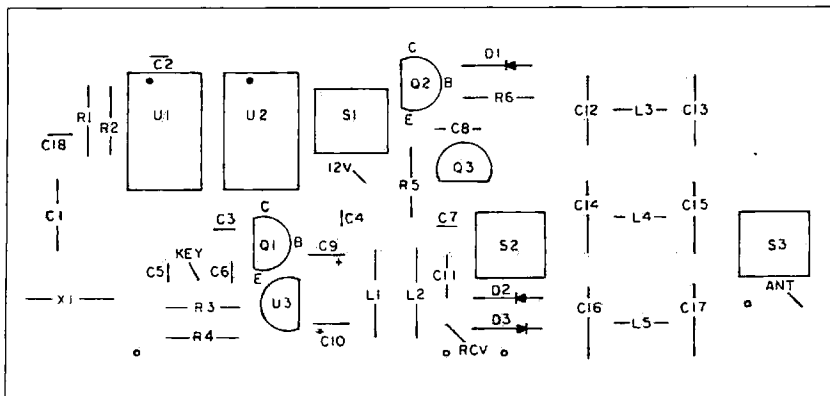 C2
U1
U2
R1
R2
C18
C1
X1
C3
KEY
C5
C6
R3
R4
C
Q1
B
E
U3
S1
12V
C4
C9
+
C10
+
L1
L2
C
Q2
B
E
D1
R6
C8
Q3
R5
C7
S2
C11
D2
D3
RCV
C12
L3
C13
C14
L4
C15
C16
L5
C17
S3
ANT